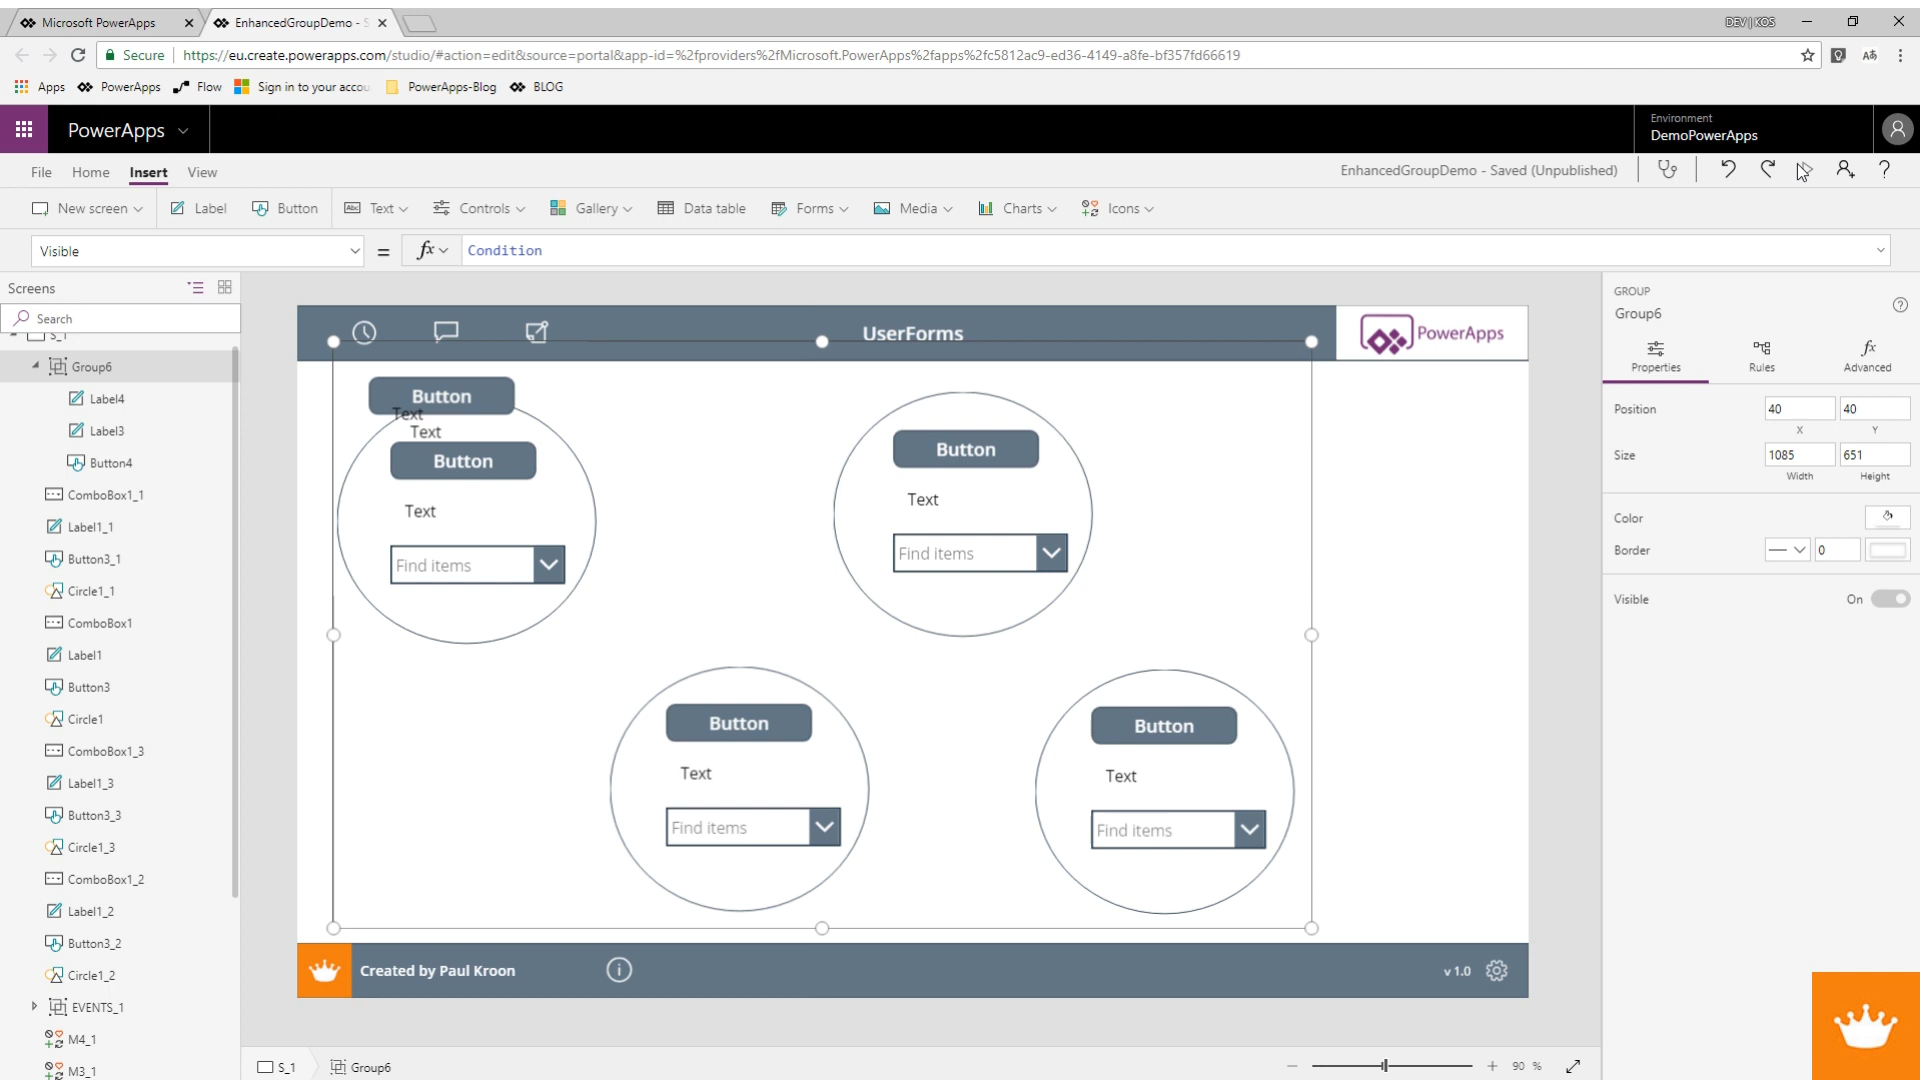 Microsoft PowerApps
EnhancedGroupDemo - S
DEV | KOS
Secure
https://eu.create.powerapps.com/studio/#action=edit&source=portal&app-id=%2fproviders%2fMicrosoft.PowerApps%2fapps%2fc5812ac9-ed36-4149-a8fe-bf357fd66619
Apps PowerApps Flow Sign in to your accou PowerApps-Blog BLOG
PowerApps
Environment
DemoPowerApps
File Home Insert View
EnhancedGroupDemo - Saved (Unpublished)
New screen Label Button Text Controls Gallery Data table Forms Media Charts Icons
Visible = fx Condition
Screens
Search
S_1
Group6
Label4
Label3
Button4
ComboBox1_1
Label1_1
Button3_1
Circle1_1
ComboBox1
Label1
Button3
Circle1
ComboBox1_3
Label1_3
Button3_3
Circle1_3
ComboBox1_2
Label1_2
Button3_2
Circle1_2
EVENTS_1
M4_1
M3_1
UserForms
PowerApps
Button
Text
Text
Button
Text
Find items
Button
Text
Find items
Button
Text
Find items
Button
Text
Find items
Created by Paul Kroon
v 1.0
S_1 Group6
90 %
GROUP
Group6
Properties Rules Advanced
Position 40 40
X Y
Size 1085 651
Width Height
Color
Border 0
Visible On